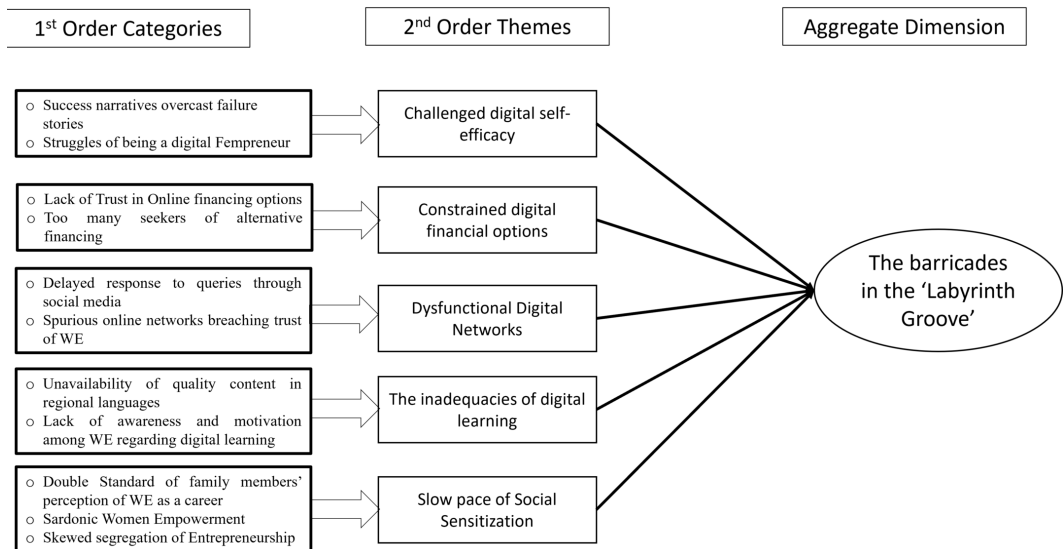 1st Order Categories
2nd Order Themes
Aggregate Dimension
○ Success narratives overcast failure
stories
○ Struggles of being a digital Fempreneur
Challenged digital self-
efficacy
○ Lack of Trust in Online financing options
○ Too many seekers of alternative
financing
Constrained digital
financial options
○ Delayed response to queries through
social media
○ Spurious online networks breaching trust
of WE
Dysfunctional Digital
Networks
○ Unavailability of quality content in
regional languages
○ Lack of awareness and motivation
among WE regarding digital learning
The inadequacies of digital
learning
○ Double Standard of family members'
perception of WE as a career
○ Sardonic Women Empowerment
○ Skewed segregation of Entrepreneurship
Slow pace of Social
Sensitization
The barricades
in the 'Labyrinth
Groove'